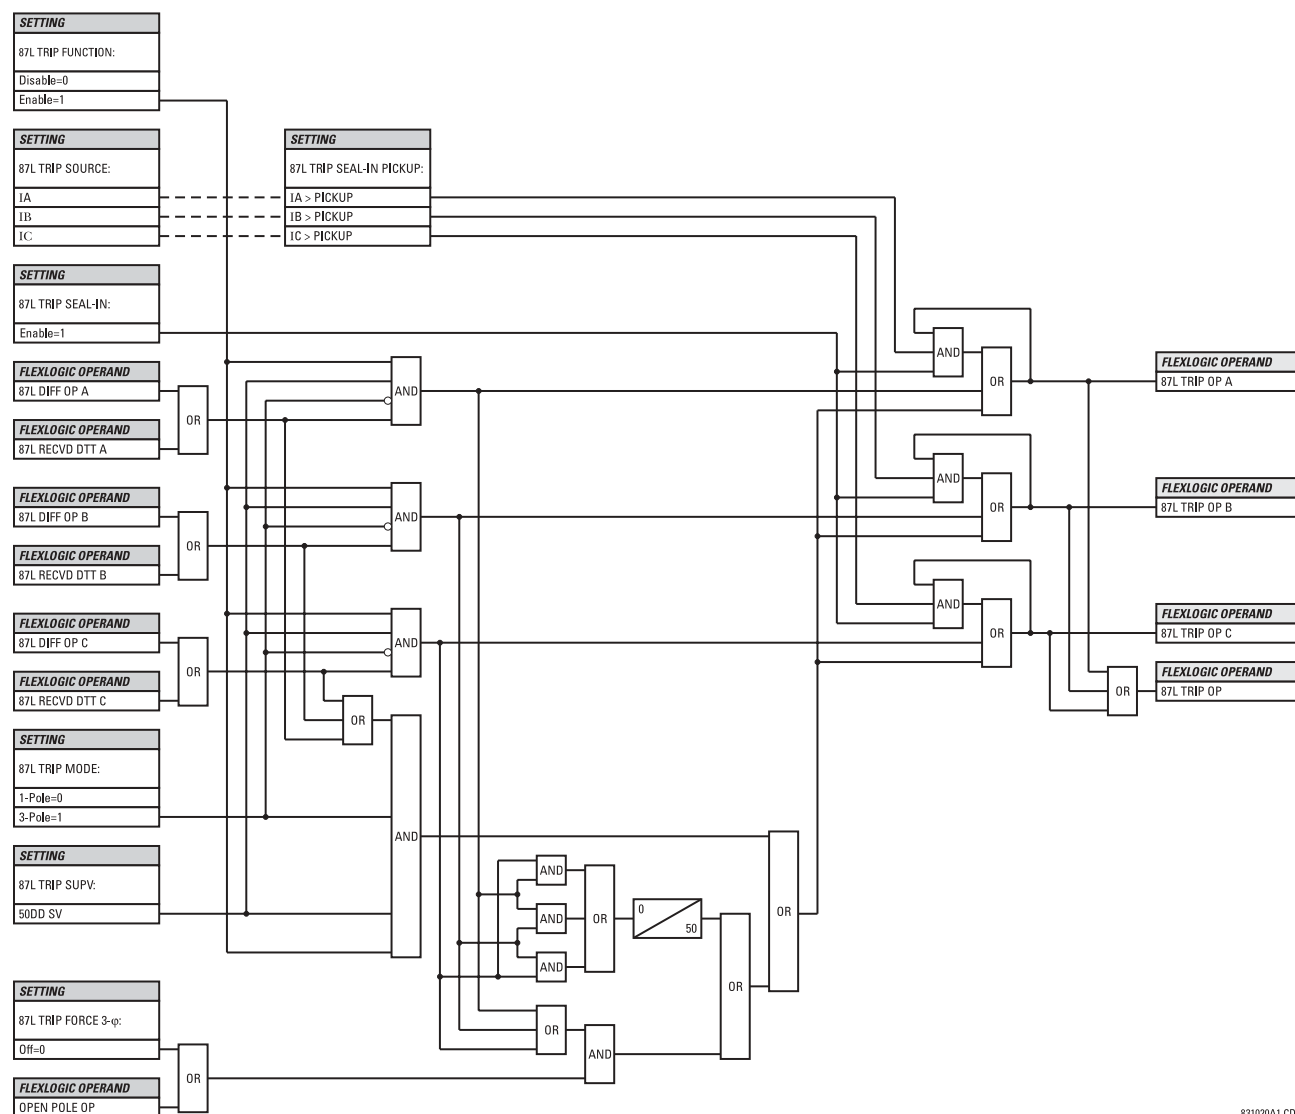 SETTING
87L TRIP FUNCTION:
Disable=0
Enable=1
SETTING
87L TRIP SOURCE:
IA
IB
IC
SETTING
87L TRIP SEAL-IN PICKUP:
IA > PICKUP
IB > PICKUP
IC > PICKUP
SETTING
87L TRIP SEAL-IN:
Enable=1
FLEXLOGIC OPERAND
87L DIFF OP A
OR
FLEXLOGIC OPERAND
87L RECVD DTT A
AND
AND
OR
FLEXLOGIC OPERAND
87L TRIP OP A
FLEXLOGIC OPERAND
87L DIFF OP B
OR
FLEXLOGIC OPERAND
87L RECVD DTT B
AND
AND
OR
FLEXLOGIC OPERAND
87L TRIP OP B
FLEXLOGIC OPERAND
87L DIFF OP C
OR
FLEXLOGIC OPERAND
87L RECVD DTT C
AND
AND
OR
FLEXLOGIC OPERAND
87L TRIP OP C
OR
FLEXLOGIC OPERAND
87L TRIP OP
OR
SETTING
87L TRIP MODE:
1-Pole=0
3-Pole=1
AND
SETTING
87L TRIP SUPV:
50DD SV
AND
AND
AND
OR
0
50
OR
OR
SETTING
87L TRIP FORCE 3-φ:
Off=0
OR
AND
OR
FLEXLOGIC OPERAND
OPEN POLE OP